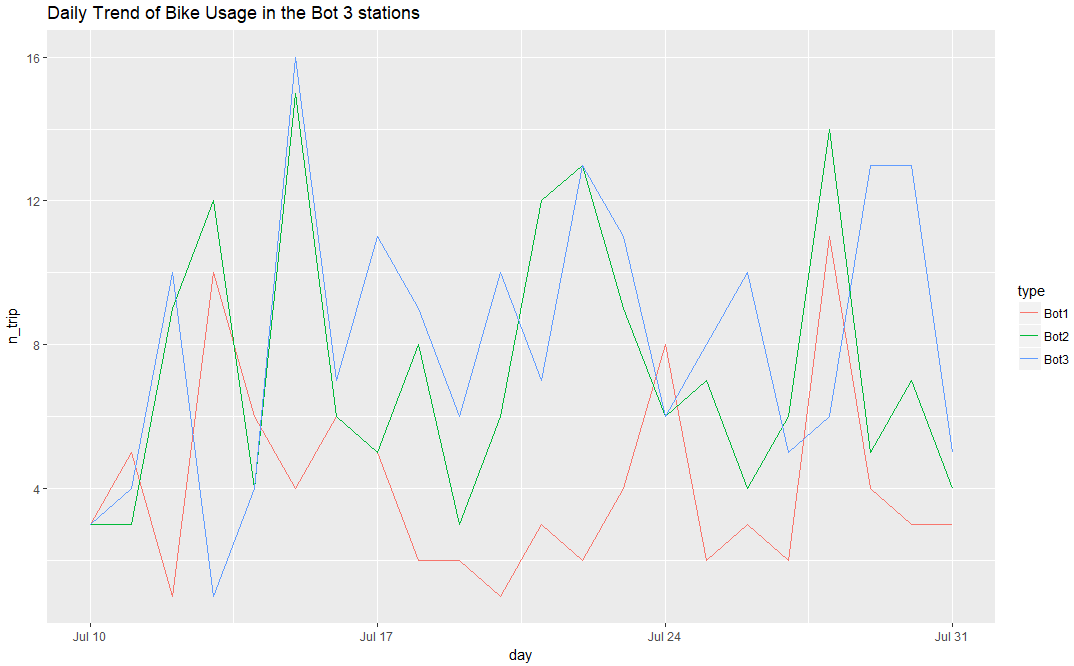 Daily Trend of Bike Usage in the Bot 3 stations
16
12
8
4
n_trip
Jul 10
Jul 17
Jul 24
Jul 31
day
type
Bot1
Bot2
Bot3